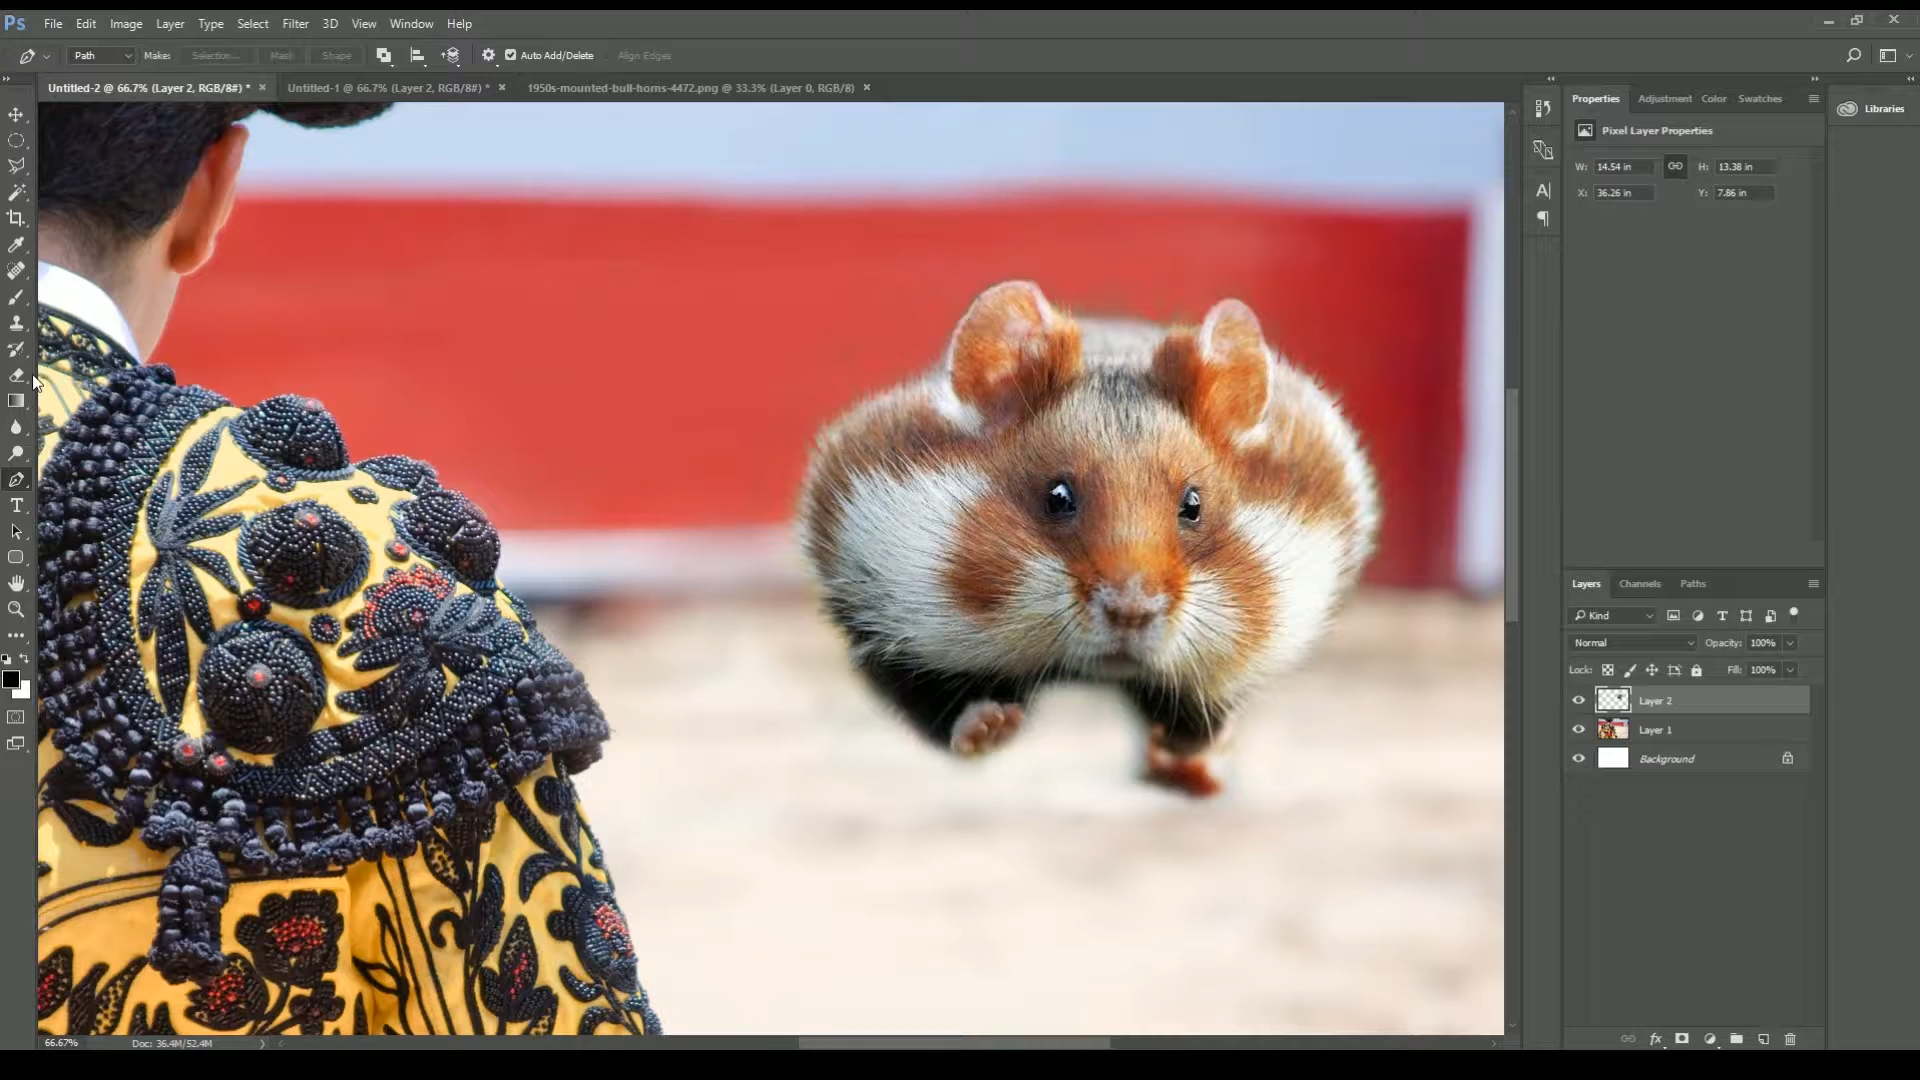 Ps File Edit Image Layer Type Select Filter 3D View Window Help
Path Make: Selection... Mask Shape Auto Add/Delete Align Edges
Untitled-2 @ 66.7% (Layer 2, RGB/8#) * × Untitled-1 @ 66.7% (Layer 2, RGB/8#) * × 1950s-mounted-bull-horns-4472.png @ 33.3% (Layer 0, RGB/8) ×
Properties Adjustment Color Swatches
Libraries
Pixel Layer Properties
W: 14.54 in H: 13.38 in
X: 36.26 in Y: 7.86 in
Layers Channels Paths
Kind
Normal Opacity: 100%
Lock: Fill: 100%
Layer 2
Layer 1
Background
fx
66.67% Doc: 36.4M/52.4M